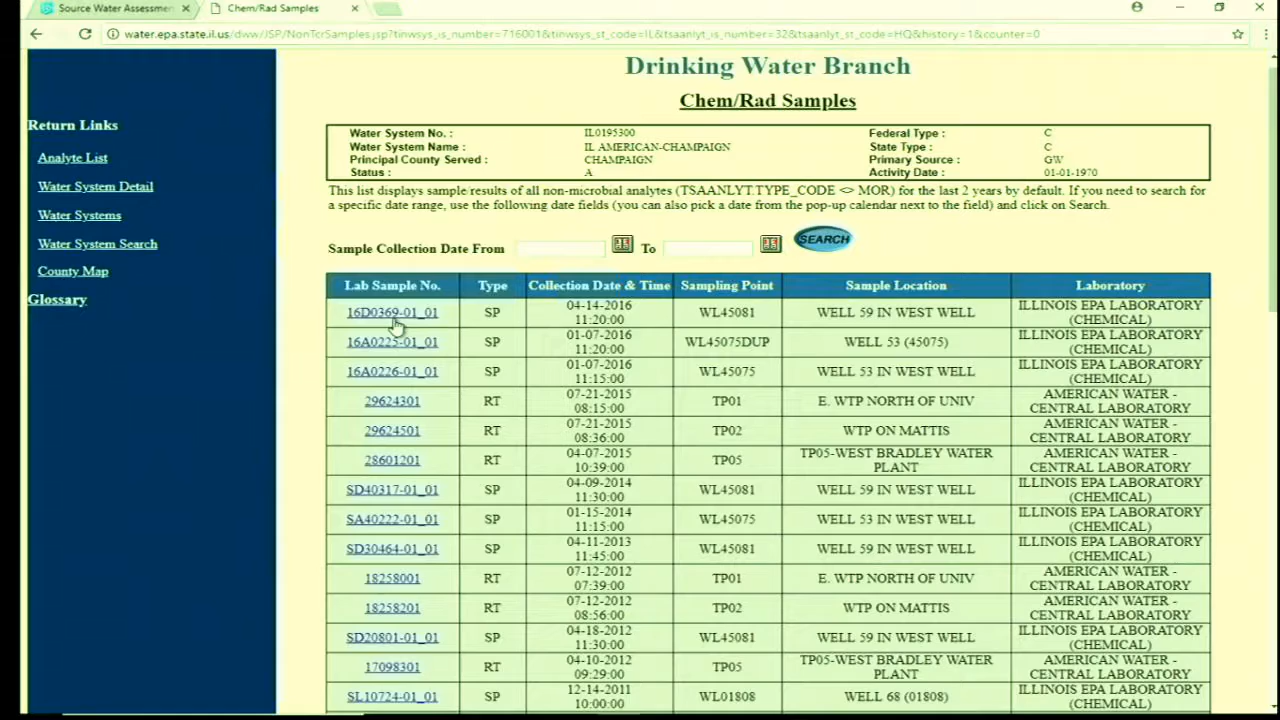 Source Water Assessmen
Chem/Rad Samples
water.epa.state.il.us/dww/JSP/NonTcrSamples.jsp?tinwsys_is_number=716001&tinwsys_st_code=IL&tsaanlyt_is_number=32&tsaanlyt_st_code=HQ&history=1&counter=0
Drinking Water Branch
Chem/Rad Samples
Return Links
Analyte List
Water System Detail
Water Systems
Water System Search
County Map
Glossary
Water System No. : IL0195300 Federal Type : C
Water System Name : IL AMERICAN-CHAMPAIGN State Type : C
Principal County Served : CHAMPAIGN Primary Source : GW
Status : A Activity Date : 01-01-1970
This list displays sample/results of all non-microbial analytes (TSAANLYT.TYPE_CODE <> MOR) for the last 2 years by default. If you need to search for
a specific date range, use the following date fields (you can also pick a date from the pop-up calendar next to the field) and click on Search.
Sample Collection Date From To SEARCH
Lab Sample No. Type Collection Date & Time Sampling Point Sample Location Laboratory
16D0369-01_01 SP 04-14-2016 11:20:00 WL45081 WELL 59 IN WEST WELL ILLINOIS EPA LABORATORY (CHEMICAL)
16A0225-01_01 SP 01-07-2016 11:20:00 WL45075DUP WELL 53 (45075) ILLINOIS EPA LABORATORY (CHEMICAL)
16A0226-01_01 SP 01-07-2016 11:15:00 WL45075 WELL 53 IN WEST WELL ILLINOIS EPA LABORATORY (CHEMICAL)
29624301 RT 07-21-2015 08:15:00 TP01 E. WTP NORTH OF UNIV AMERICAN WATER - CENTRAL LABORATORY
29624501 RT 07-21-2015 08:36:00 TP02 WTP ON MATTIS AMERICAN WATER - CENTRAL LABORATORY
28601201 RT 04-07-2015 10:39:00 TP05 TP05-WEST BRADLEY WATER PLANT AMERICAN WATER - CENTRAL LABORATORY
SD40317-01_01 SP 04-09-2014 11:30:00 WL45081 WELL 59 IN WEST WELL ILLINOIS EPA LABORATORY (CHEMICAL)
SA40222-01_01 SP 01-15-2014 11:15:00 WL45075 WELL 53 IN WEST WELL ILLINOIS EPA LABORATORY (CHEMICAL)
SD30464-01_01 SP 04-11-2013 11:45:00 WL45081 WELL 59 IN WEST WELL ILLINOIS EPA LABORATORY (CHEMICAL)
18258001 RT 07-12-2012 07:39:00 TP01 E. WTP NORTH OF UNIV AMERICAN WATER - CENTRAL LABORATORY
18258201 RT 07-12-2012 08:56:00 TP02 WTP ON MATTIS AMERICAN WATER - CENTRAL LABORATORY
SD20801-01_01 SP 04-18-2012 11:30:00 WL45081 WELL 59 IN WEST WELL ILLINOIS EPA LABORATORY (CHEMICAL)
17098301 RT 04-10-2012 09:29:00 TP05 TP05-WEST BRADLEY WATER PLANT AMERICAN WATER - CENTRAL LABORATORY
SL10724-01_01 SP 12-14-2011 10:00:00 WL01808 WELL 68 (01808) ILLINOIS EPA LABORATORY (CHEMICAL)